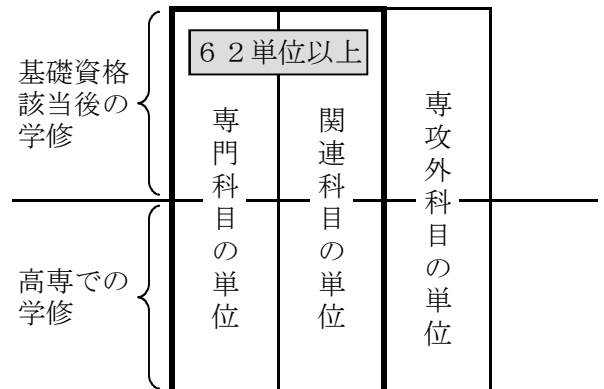 ６２単位以上
基礎資格
該当後の
学修
専門科目の単位
関連科目の単位
専攻外科目の単位
高専での
学修